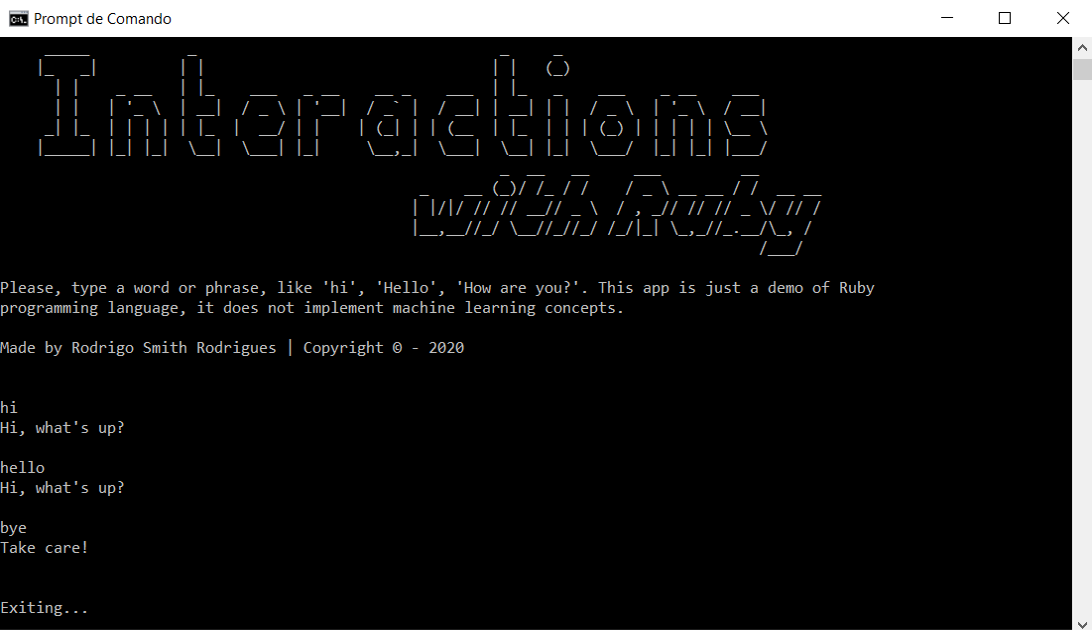 Prompt de Comando
Interactions
with Ruby
Please, type a word or phrase, like 'hi', 'Hello', 'How are you?'. This app is just a demo of Ruby
programming language, it does not implement machine learning concepts.
Made by Rodrigo Smith Rodrigues | Copyright © - 2020
hi
Hi, what's up?
hello
Hi, what's up?
bye
Take care!
Exiting...